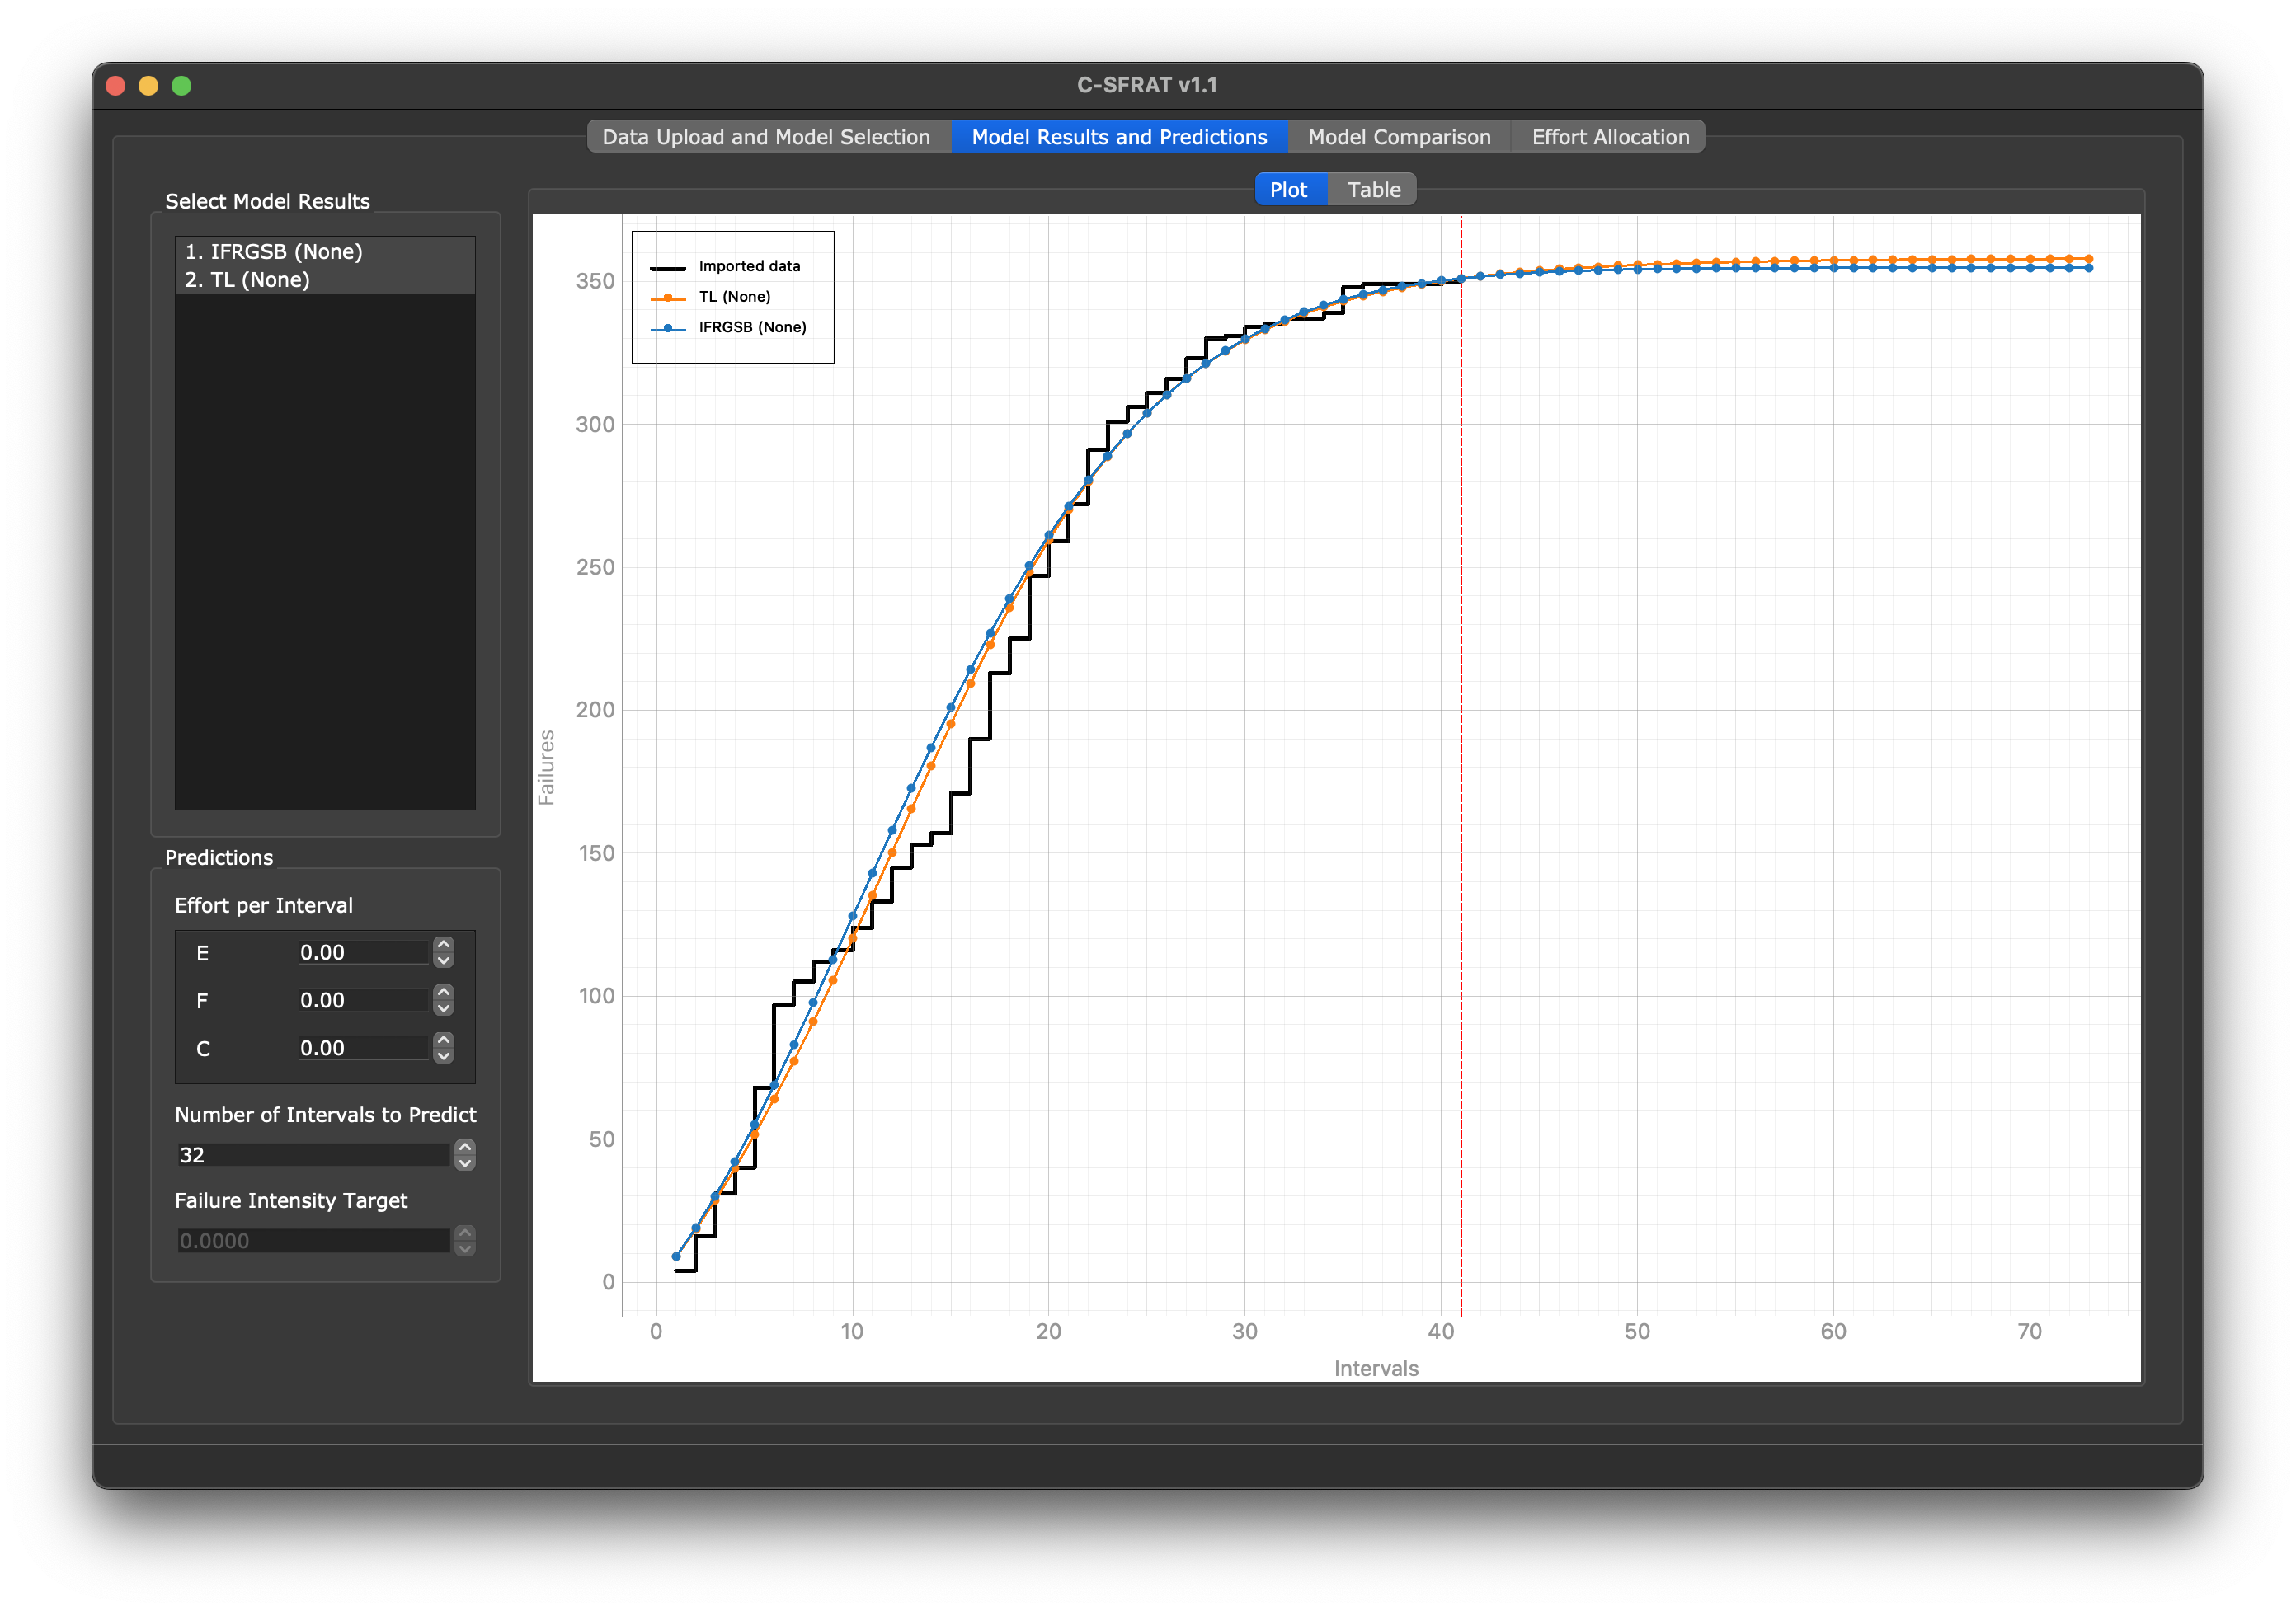 C-SFRAT v1.1
Data Upload and Model Selection
Model Results and Predictions
Model Comparison
Effort Allocation
Select Model Results
1. IFRGSB (None)
2. TL (None)
Predictions
Effort per Interval
E 0.00
F 0.00
C 0.00
Number of Intervals to Predict
32
Failure Intensity Target
0.0000
Plot
Table
Imported data
TL (None)
IFRGSB (None)
Failures
350
300
250
200
150
100
50
0
0 10 20 30 40 50 60 70
Intervals